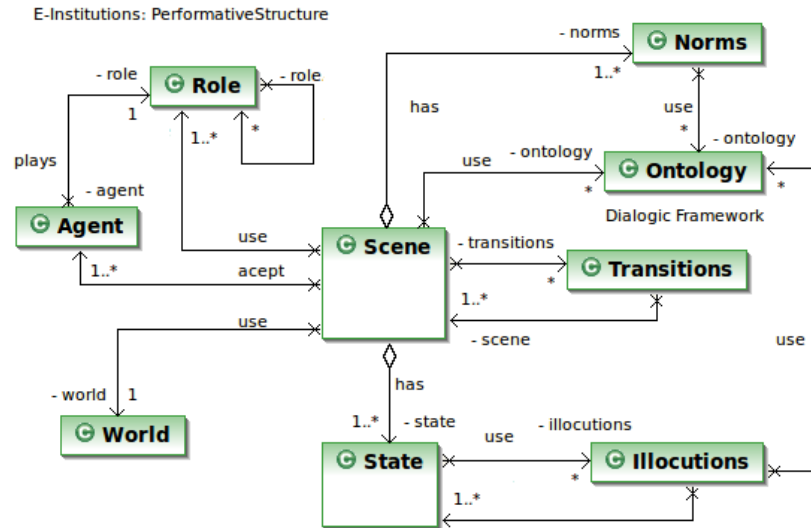 E-Institutions: PerformativeStructure
- norms
© Norms
1..*
- role
© Role
- role.
1
1..*
*
has
use
*
- ontology
plays
use
- ontology
© Ontology
*
*
- agent
Dialogic Framework
© Agent
use
© Scene
- transitions
© Transitions
1..*
acept
*
1..*
use
- scene
use
has
- world
1
1..*
- state
- illocutions
© World
© State
use
© Illocutions
*
1..*